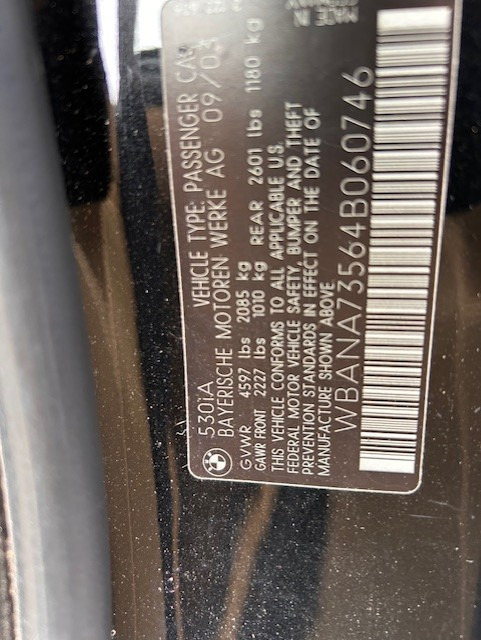 5301A
VEHICLE TYPE: PASSENGER CAR
BAYERISCHE MOTOREN WERKE AG 09/03
GVWR 4597 lbs 2085 kg
GAWR FRONT 2227 lbs 1010 kg REAR 2601 lbs 1180 kg
THIS VEHICLE CONFORMS TO ALL APPLICABLE U.S.
FEDERAL MOTOR VEHICLE SAFETY, BUMPER AND THEFT
PREVENTION STANDARDS IN EFFECT ON THE DATE OF
MANUFACTURE SHOWN ABOVE.
WBANA73564B060746
MADE IN